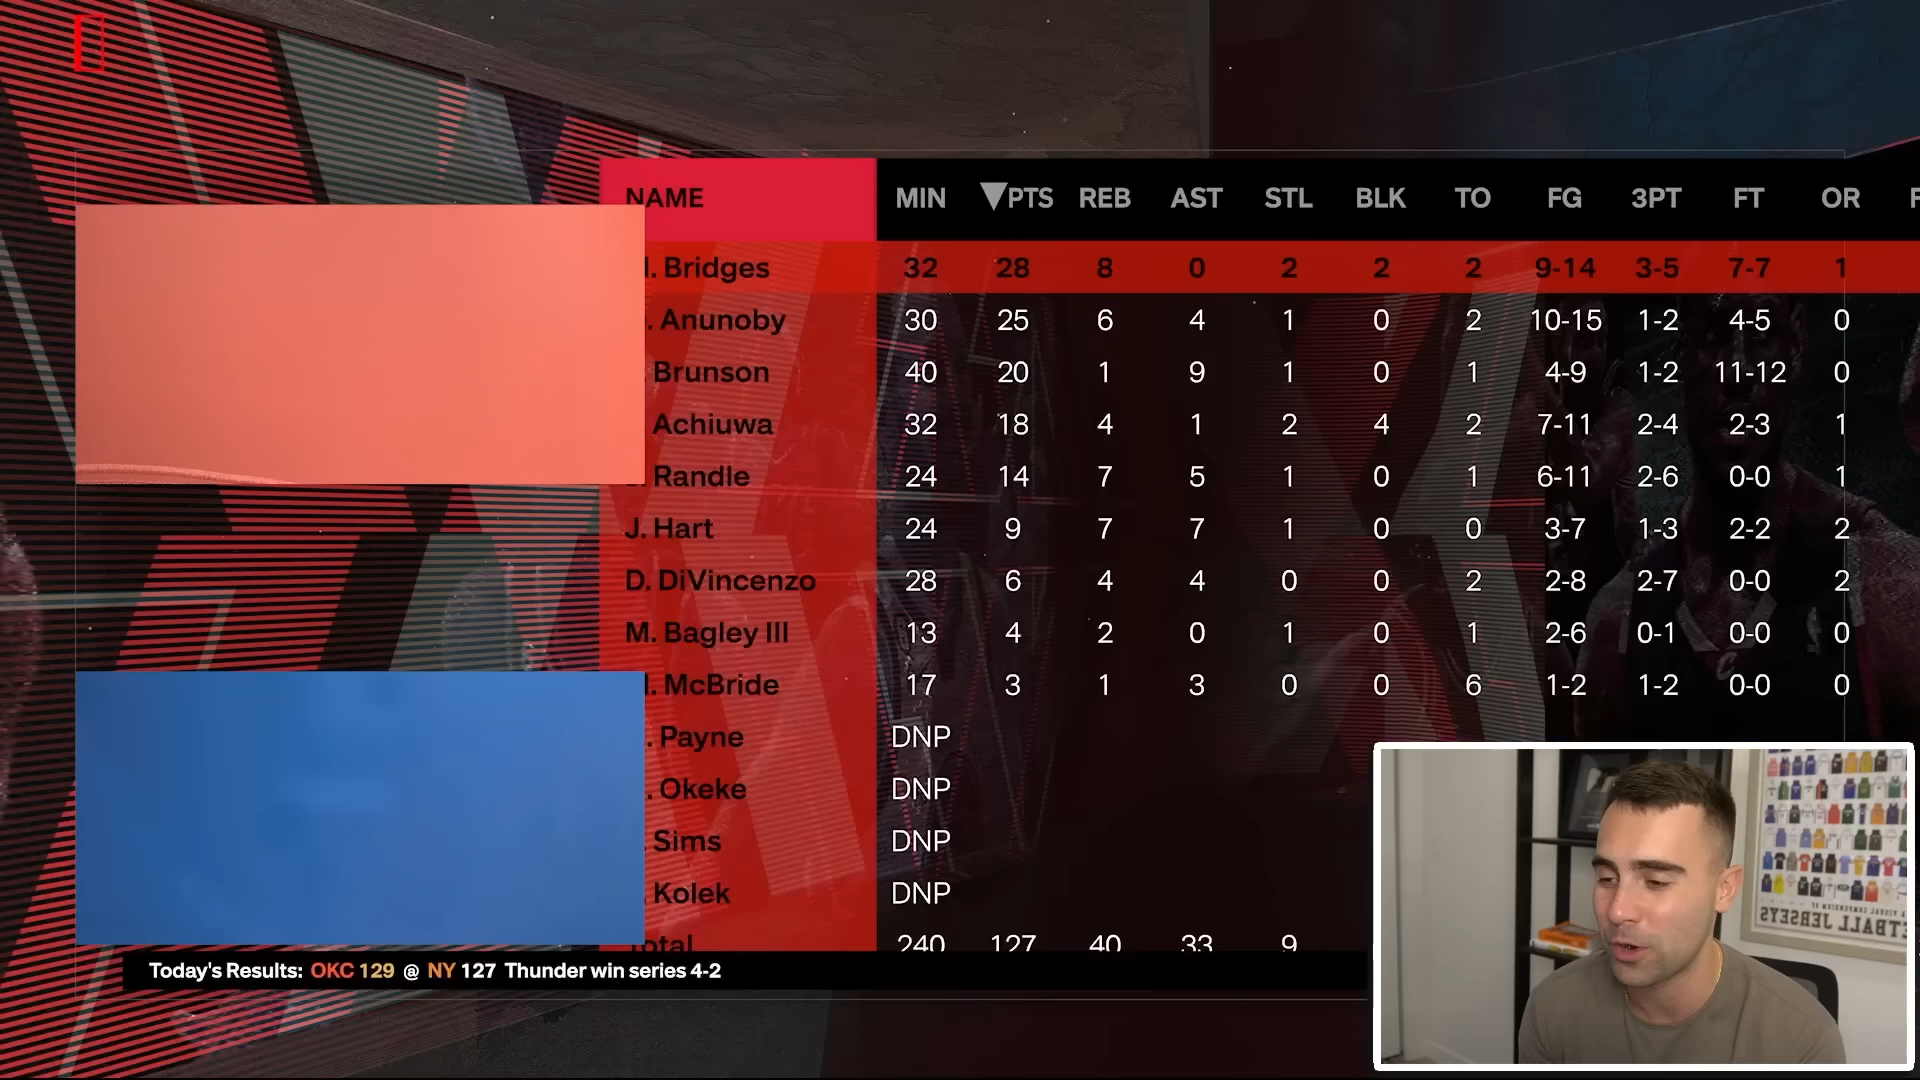 NAME MIN ▼PTS REB AST STL BLK TO FG 3PT FT OR
. Bridges 32 28 8 0 2 2 2 9-14 3-5 7-7 1
. Anunoby 30 25 6 4 1 0 2 10-15 1-2 4-5 0
Brunson 40 20 1 9 1 0 1 4-9 1-2 11-12 0
Achiuwa 32 18 4 1 2 4 2 7-11 2-4 2-3 1
Randle 24 14 7 5 1 0 1 6-11 2-6 0-0 1
J. Hart 24 9 7 7 1 0 0 3-7 1-3 2-2 2
D. DiVincenzo 28 6 4 4 0 0 2 2-8 2-7 0-0 2
M. Bagley III 13 4 2 0 1 0 1 2-6 0-1 0-0 0
. McBride 17 3 1 3 0 0 6 1-2 1-2 0-0 0
. Payne DNP
. Okeke DNP
. Sims DNP
Kolek DNP
Total 240 127 40 33 9
Today's Results: OKC 129 @ NY 127 Thunder win series 4-2